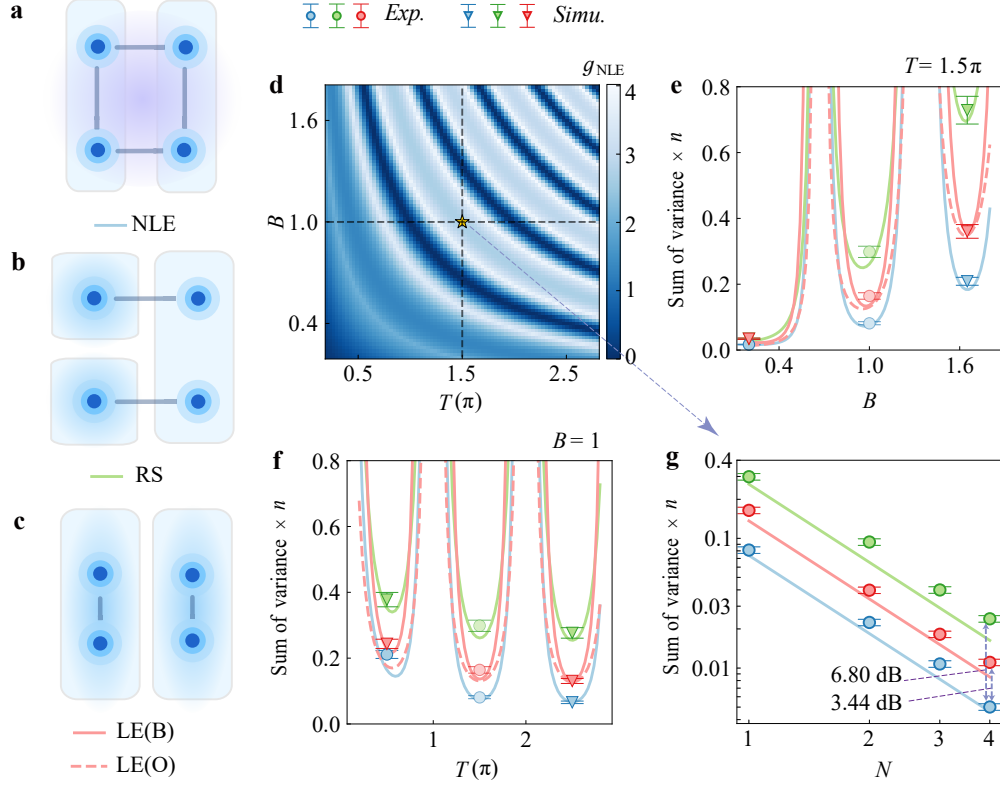 a
Exp.
Simu.
NLE
b
RS
c
LE(B)
LE(O)
d
g NLE
1.6
1.0
0.4
B
0.5
1.5
2.5
T(π)
4
3
2
1
0
e
T = 1.5π
0.8
0.6
0.4
0.2
0.0
Sum of variance × n
0.4
1.0
1.6
B
f
B = 1
0.8
0.6
0.4
0.2
0.0
Sum of variance × n
1
2
T(π)
g
0.4
0.1
0.03
0.01
Sum of variance × n
6.80 dB
3.44 dB
1
2
3
4
N